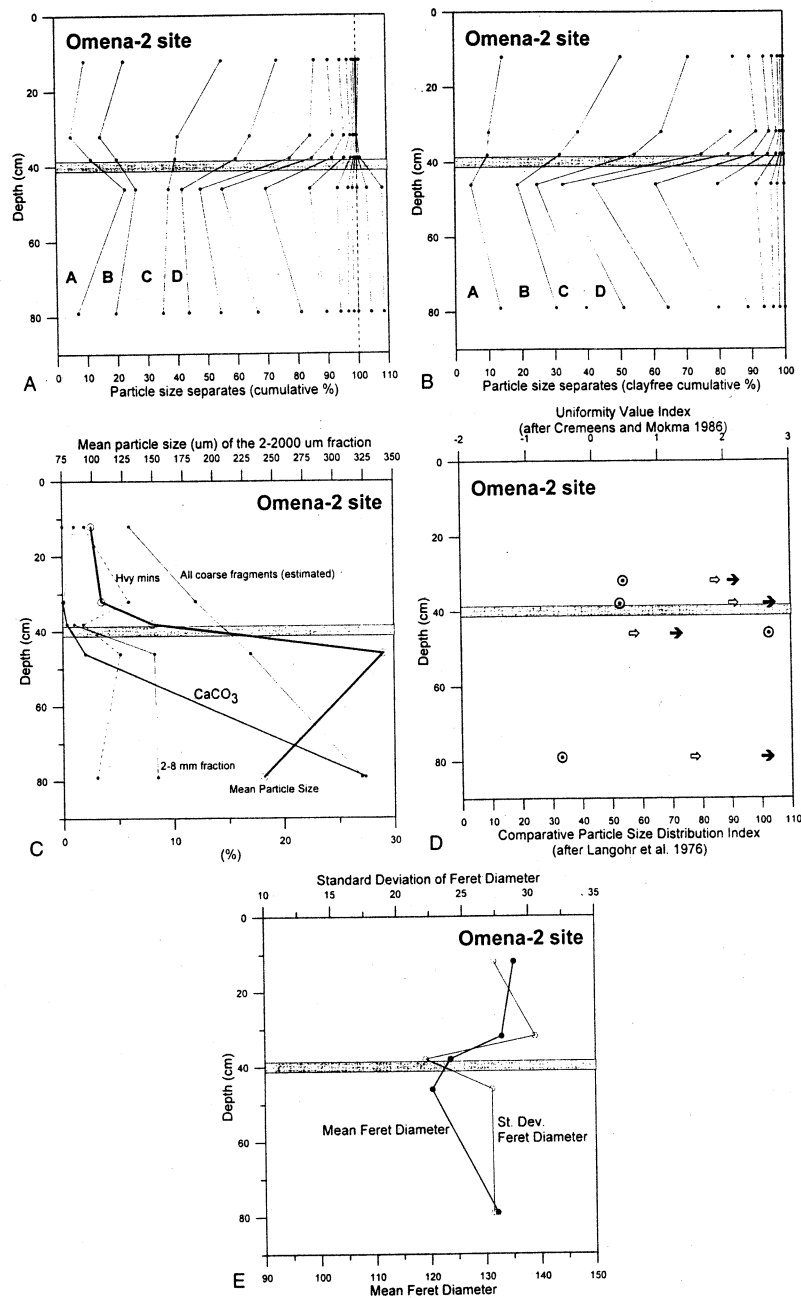 Omena-2 site
0
20
40
60
80
Depth (cm)
A B C D
0 10 20 30 40 50 60 70 80 90 100 110
Particle size separates (cumulative %)
A
Omena-2 site
0
20
40
60
80
Depth (cm)
A B C D
0 10 20 30 40 50 60 70 80 90 100
Particle size separates (clayfree cumulative %)
B
Mean particle size (um) of the 2-2000 um fraction
75 100 125 150 175 200 225 250 275 300 325 350
Omena-2 site
0
20
40
60
80
Depth (cm)
Hvy mins
All coarse fragments (estimated)
CaCO3
2-8 mm fraction
Mean Particle Size
0 10 20 30
(%)
C
Uniformity Value Index
(after Cremeens and Mokma 1986)
-2 -1 0 1 2 3
Omena-2 site
0
20
40
60
80
Depth (cm)
0 10 20 30 40 50 60 70 80 90 100 110
Comparative Particle Size Distribution Index
(after Langohr et al. 1976)
D
Standard Deviation of Feret Diameter
10 15 20 25 30 35
Omena-2 site
0
20
40
60
80
Depth (cm)
Mean Feret Diameter
St. Dev.
Feret Diameter
90 100 110 120 130 140 150
Mean Feret Diameter
E